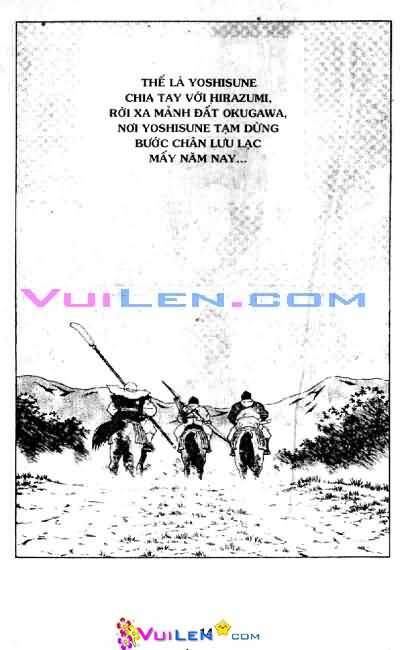 THẾ LÀ YOSHISUNE
CHIA TAY VỚI HIRAZUMI,
RỜI XA MẢNH ĐẤT OKUGAWA,
NƠI YOSHISUNE TẠM DỪNG
BƯỚC CHÂN LƯU LẠC
MẤY NĂM NAY...
VUILEN.COM
14
VUILEN COM